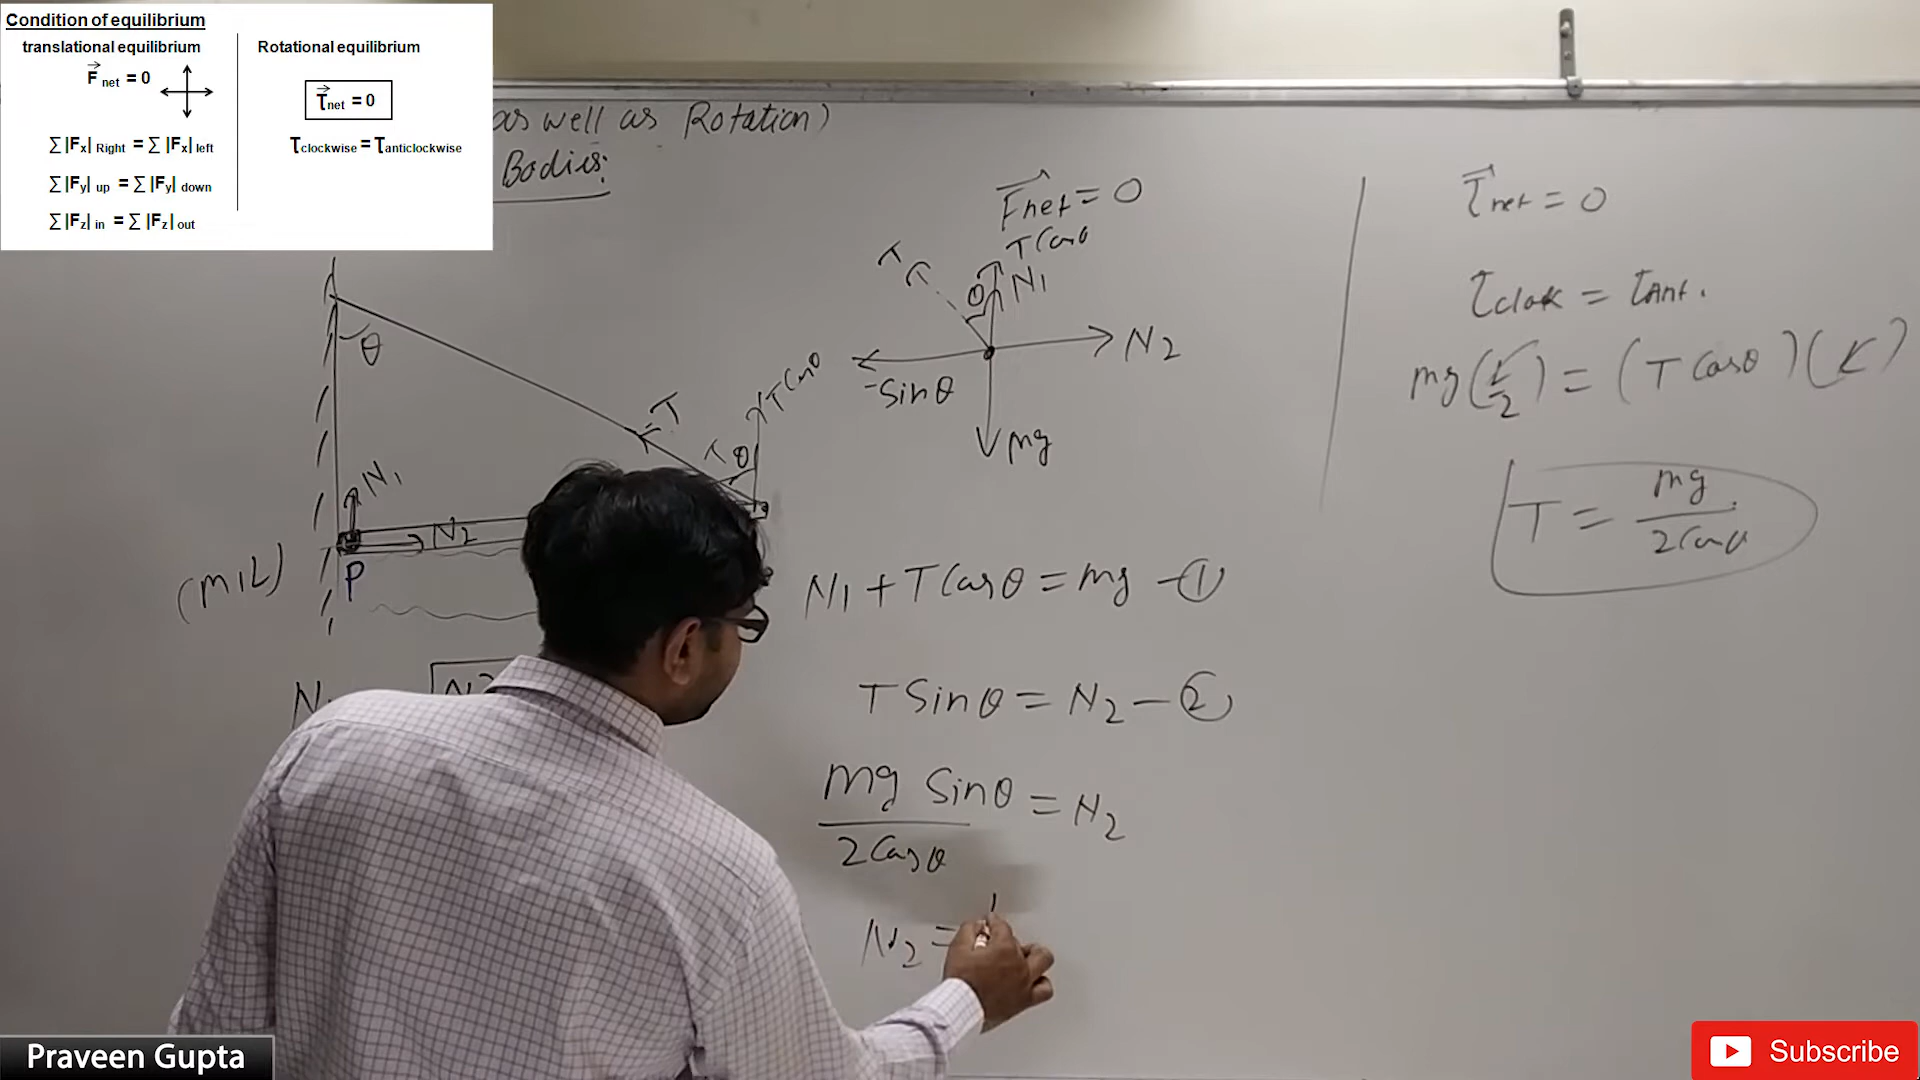 Condition of equilibrium
translational equilibrium
F net = 0
∑|Fx| Right = ∑|Fx| left
∑|Fy| up = ∑|Fy| down
∑|Fz| in = ∑|Fz| out
Rotational equilibrium
τnet = 0
τclockwise = τanticlockwise
as well as Rotation)
Bodies:
θ
T
T
θ
T Cosθ
N1
N2
(m,L)
P
Fnet = 0
T Cosθ
T
θ
N1
N2
Sinθ
mg
N1 + T Cosθ = mg - ①
T Sinθ = N2 - ②
mg Sinθ = N2
2 Cosθ
N2 =
τnet = 0
τclock = τAnt.
mg(L/2) = (T Cosθ)(L)
T = mg
2 Cosθ
Praveen Gupta
Subscribe